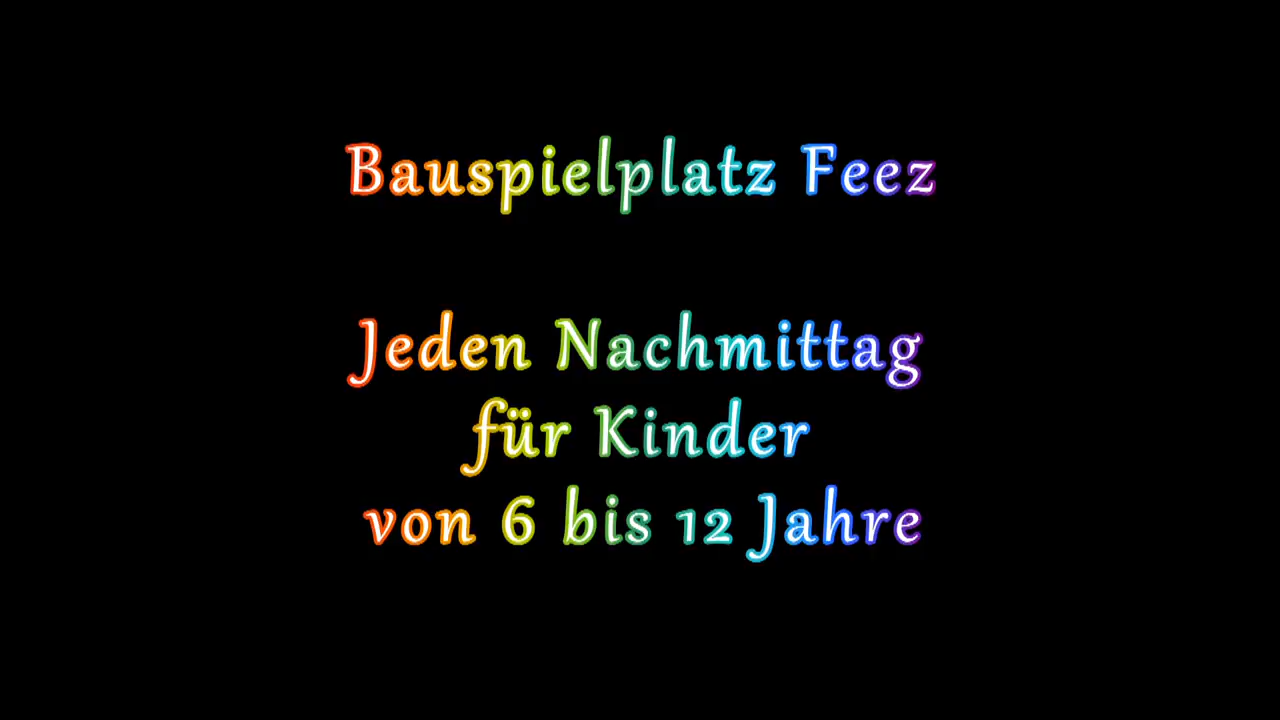 Bauspielplatz Feez
Jeden Nachmittag
für Kinder
von 6 bis 12 Jahre